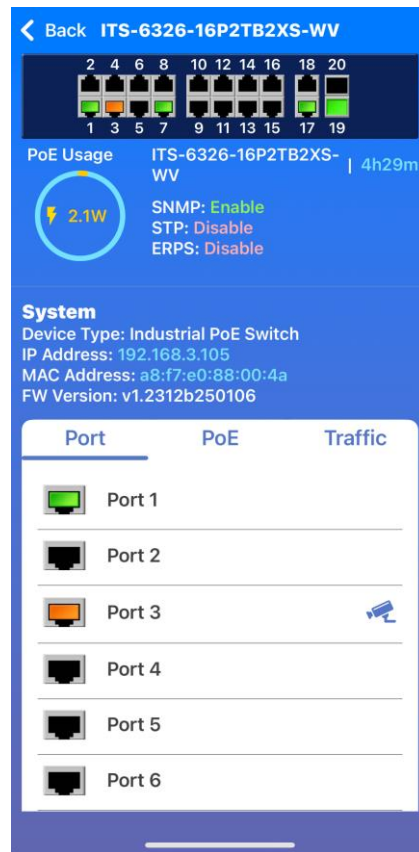 Back ITS-6326-16P2TB2XS-WV
2 4 6 8 10 12 14 16 18 20
1 3 5 7 9 11 13 15 17 19
PoE Usage
2.1W
ITS-6326-16P2TB2XS-
WV
| 4h29m
SNMP: Enable
STP: Disable
ERPS: Disable
System
Device Type: Industrial PoE Switch
IP Address: 192.168.3.105
MAC Address: a8:f7:e0:88:00:4a
FW Version: v1.2312b250106
Port PoE Traffic
Port 1
Port 2
Port 3
Port 4
Port 5
Port 6